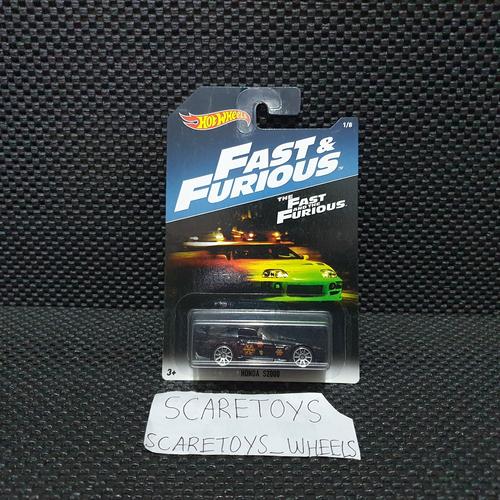 Hot Wheels
1/8
FAST &
FURIOUS
THE FAST
AND THE
FURIOUS
3+
HONDA S2000
SCARETOYS
SCARETOYS_WHEELS